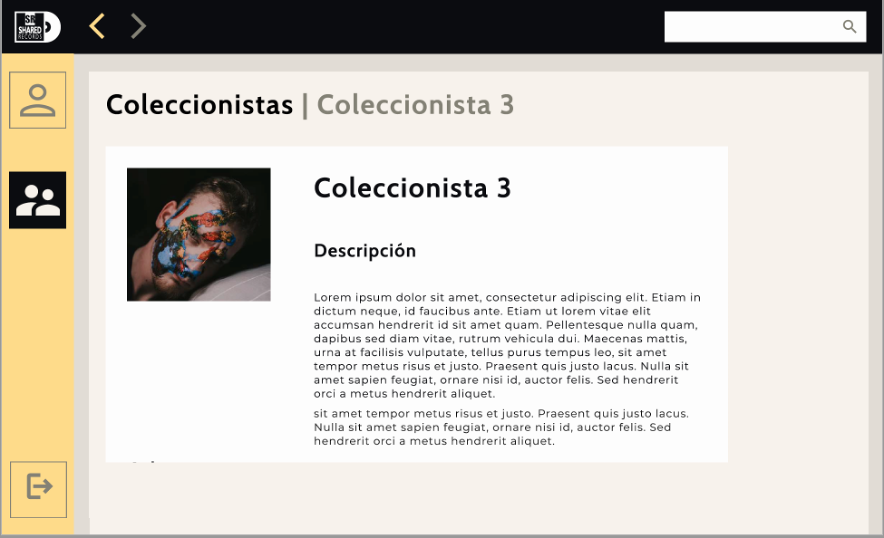 SR
SHARED
RECORDS
Coleccionistas | Coleccionista 3
Coleccionista 3
Descripción
Lorem ipsum dolor sit amet, consectetur adipiscing elit. Etiam in
dictum neque, id faucibus ante. Etiam ut lorem vitae elit
accumsan hendrerit id sit amet quam. Pellentesque nulla quam,
dapibus sed diam vitae, rutrum vehicula dui. Maecenas mattis,
urna at facilisis vulputate, tellus purus tempus leo, sit amet
tempor metus risus et justo. Praesent quis justo lacus. Nulla sit
amet sapien feugiat, ornare nisi id, auctor felis. Sed hendrerit
orci a metus hendrerit aliquet.
sit amet tempor metus risus et justo. Praesent quis justo lacus.
Nulla sit amet sapien feugiat, ornare nisi id, auctor felis. Sed
hendrerit orci a metus hendrerit aliquet.